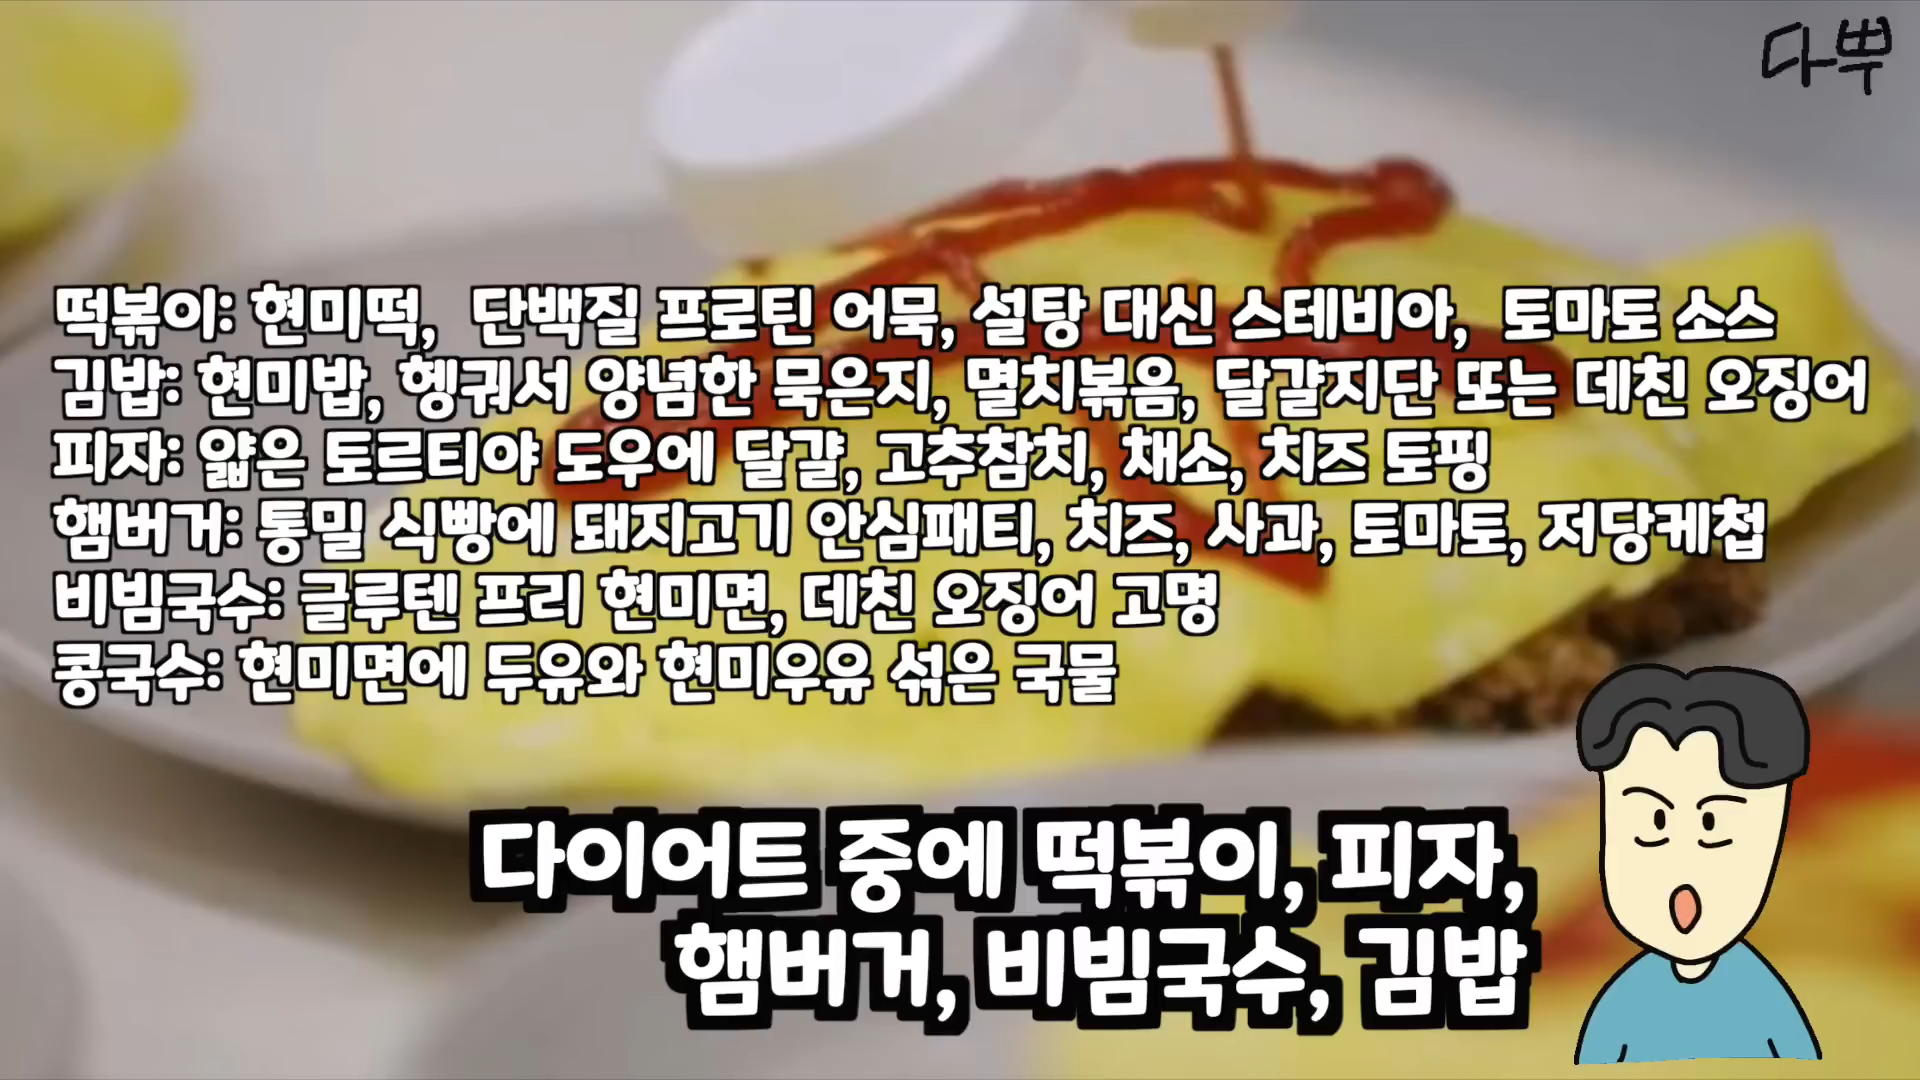 다뿌
떡볶이: 현미떡, 단백질 프로틴 어묵, 설탕 대신 스테비아, 토마토 소스
김밥: 현미밥, 헹궈서 양념한 묵은지, 멸치볶음, 달걀지단 또는 데친 오징어
피자: 얇은 토르티야 도우에 달걀, 고추참치, 채소, 치즈 토핑
햄버거: 통밀 식빵에 돼지고기 안심패티, 치즈, 사과, 토마토, 저당케첩
비빔국수: 글루텐 프리 현미면, 데친 오징어 고명
콩국수: 현미면에 두유와 현미우유 섞은 국물
다이어트 중에 떡볶이, 피자,
햄버거, 비빔국수, 김밥